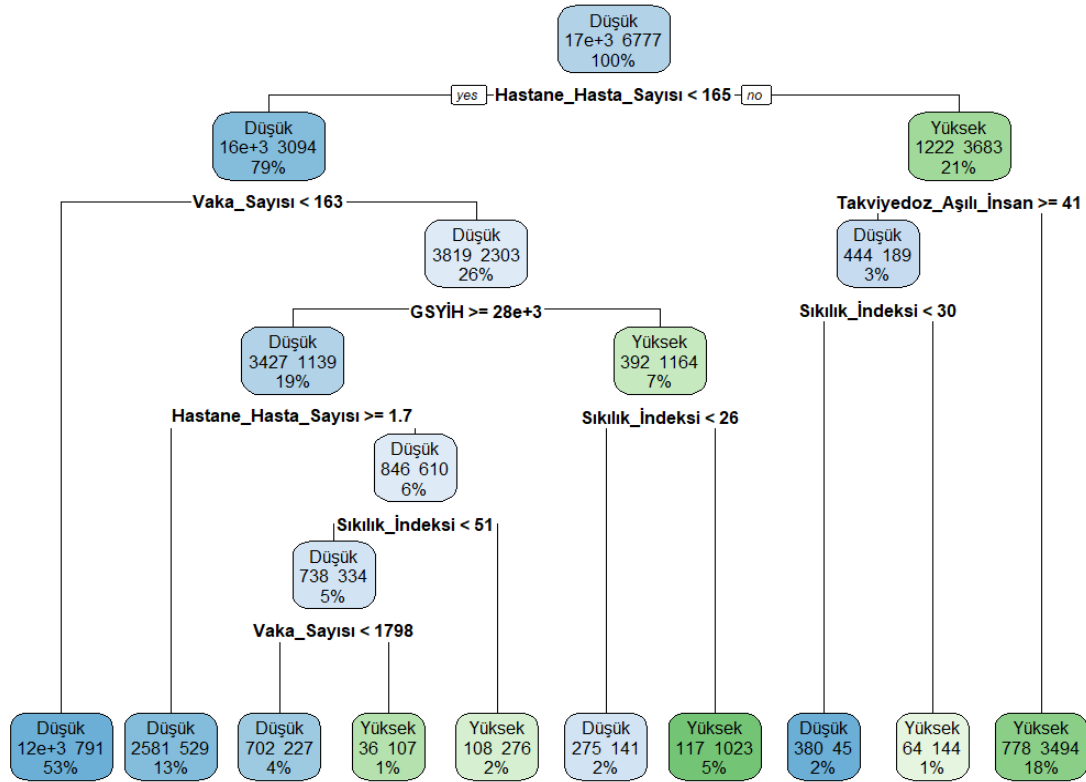 Düşük
17e+3 6777
100%
yes Hastane_Hasta_Sayısı < 165 no
Düşük
16e+3 3094
79%
Yüksek
1222 3683
21%
Vaka_Sayısı < 163
Takviyedoz_Aşılı_İnsan >= 41
Düşük
3819 2303
26%
Düşük
444 189
3%
GSYİH >= 28e+3
Sıkılık_İndeksi < 30
Düşük
3427 1139
19%
Yüksek
392 1164
7%
Hastane_Hasta_Sayısı >= 1.7
Sıkılık_İndeksi < 26
Düşük
846 610
6%
Sıkılık_İndeksi < 51
Düşük
738 334
5%
Vaka_Sayısı < 1798
Düşük
12e+3 791
53%
Düşük
2581 529
13%
Düşük
702 227
4%
Yüksek
36 107
1%
Yüksek
108 276
2%
Düşük
275 141
2%
Yüksek
117 1023
5%
Düşük
380 45
2%
Yüksek
64 144
1%
Yüksek
778 3494
18%